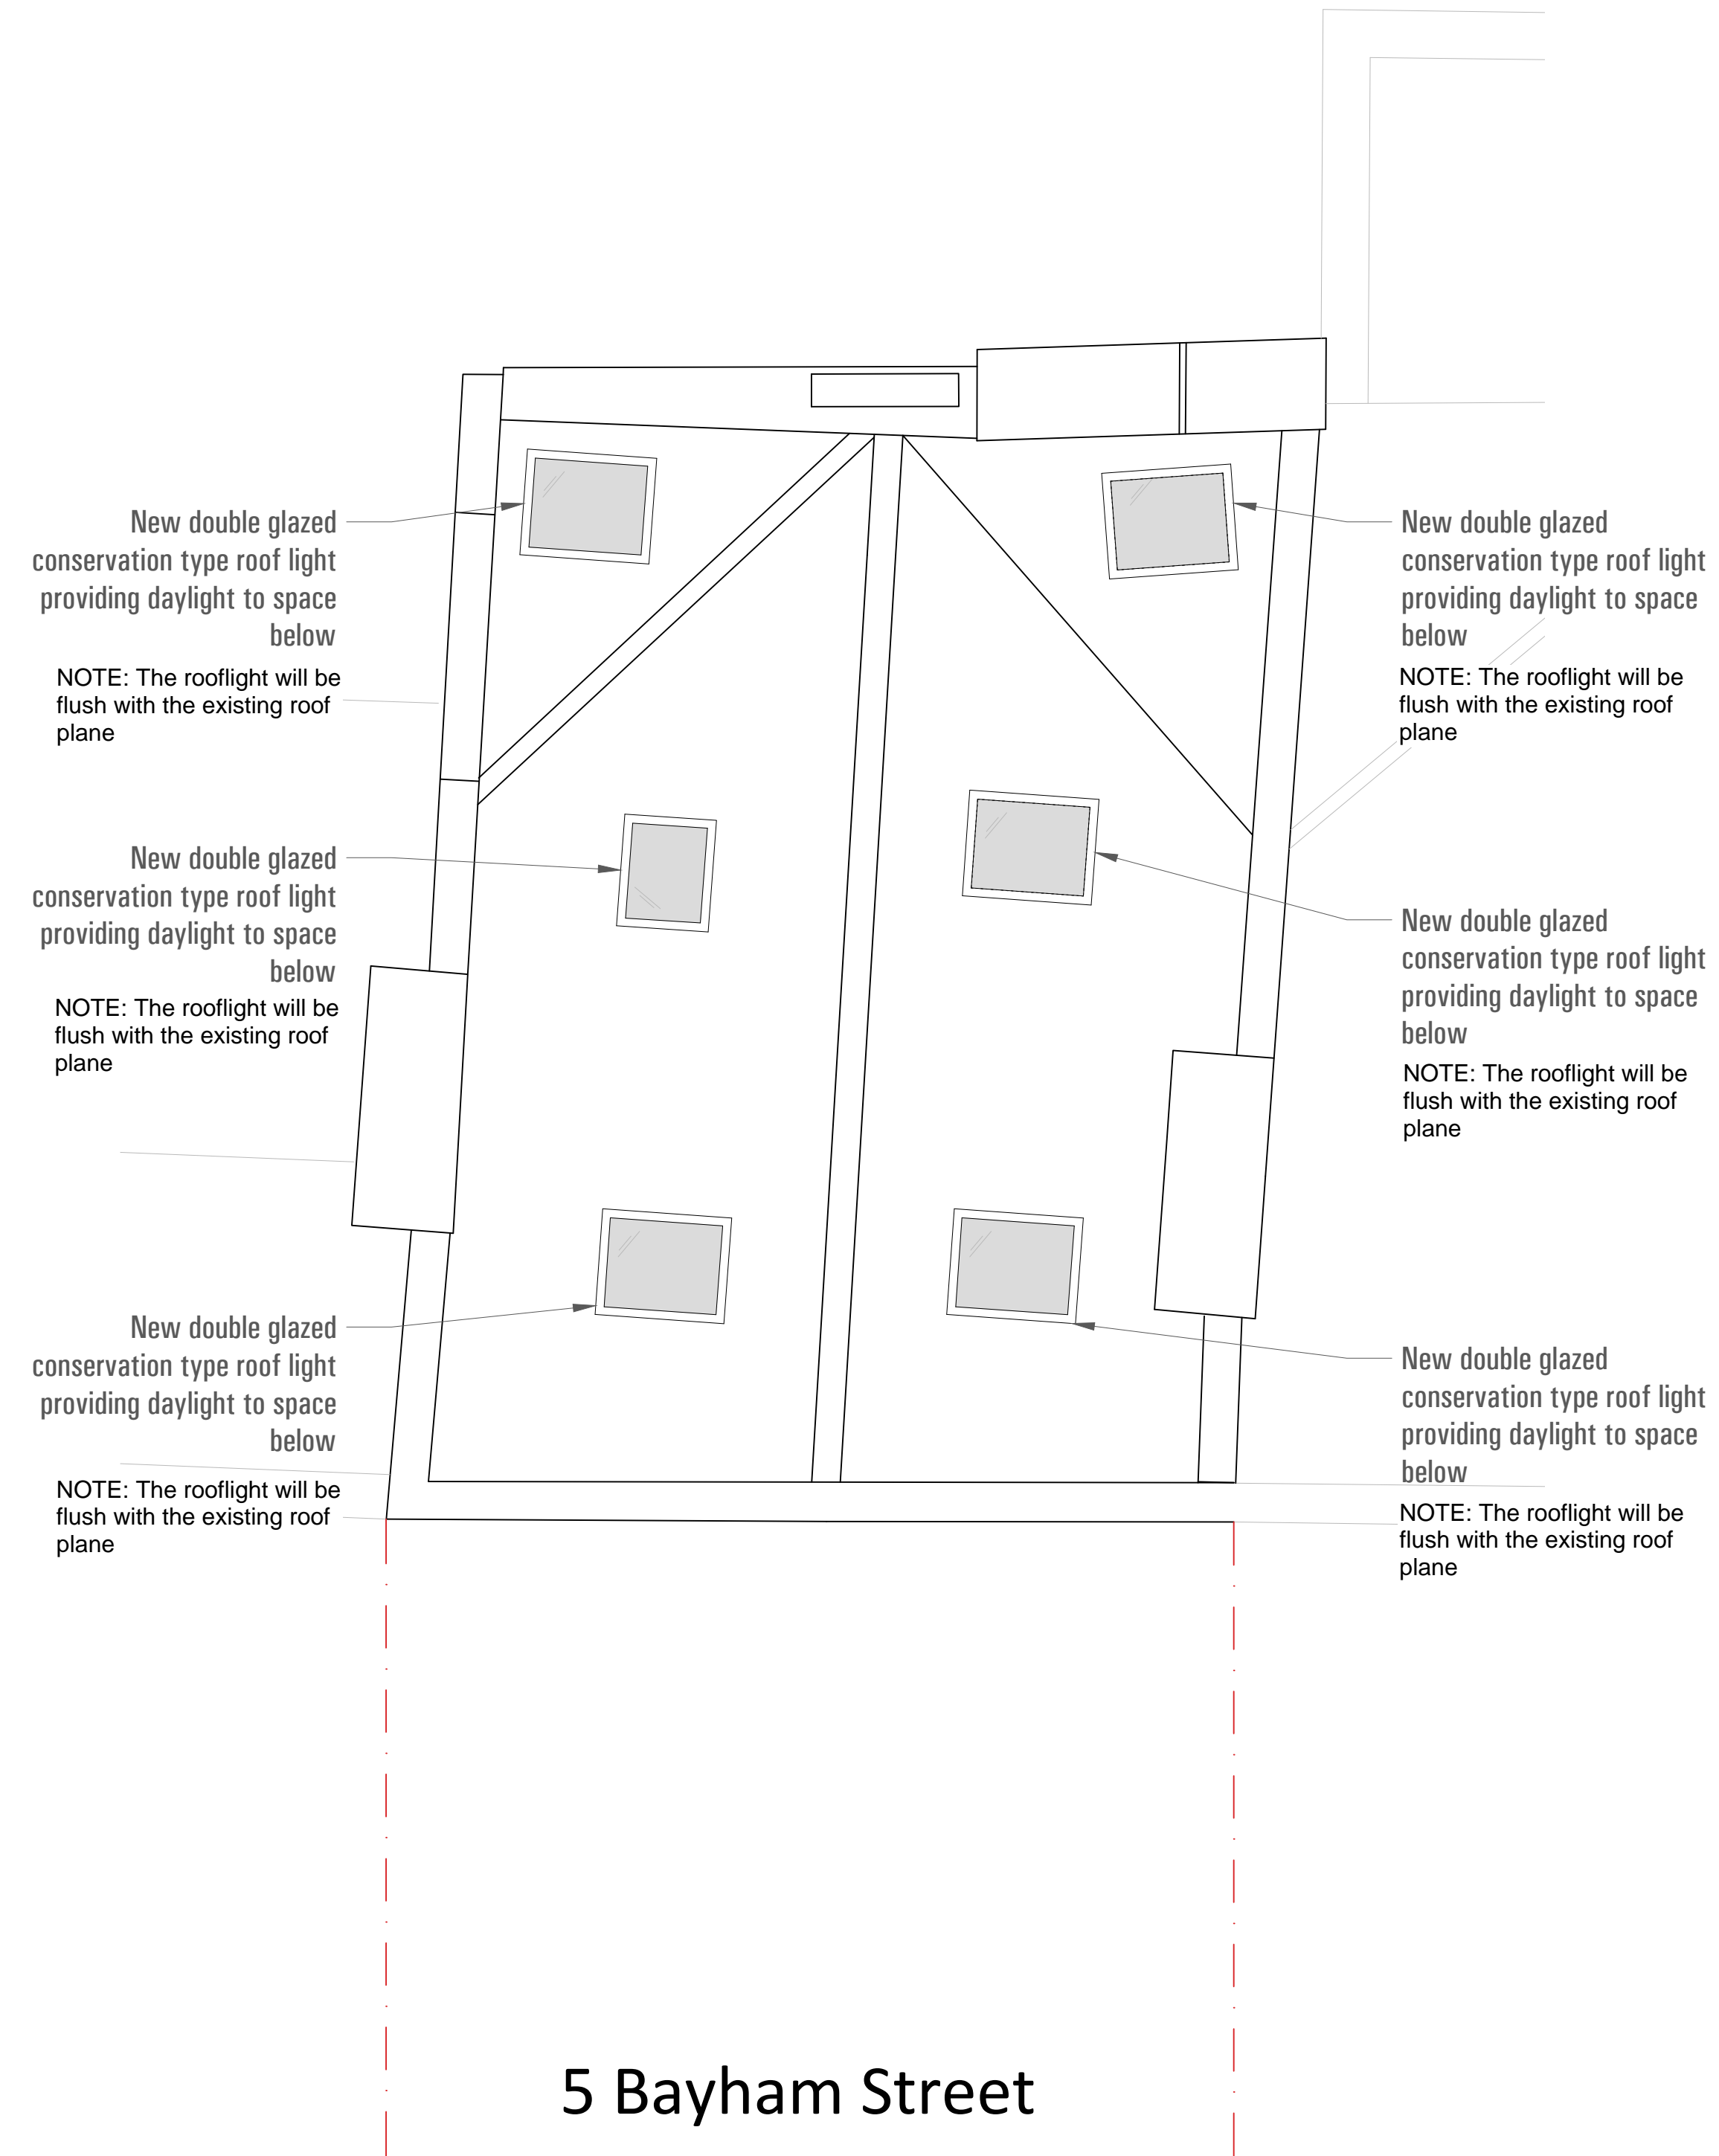 New double glazed
conservation type roof light
providing daylight to space
below
NOTE: The rooflight will be
flush with the existing roof
plane
New double glazed
conservation type roof light
providing daylight to space
below
NOTE: The rooflight will be
flush with the existing roof
plane
New double glazed
conservation type roof light
providing daylight to space
below
NOTE: The rooflight will be
flush with the existing roof
plane
New double glazed
conservation type roof light
providing daylight to space
below
NOTE: The rooflight will be
flush with the existing roof
plane
New double glazed
conservation type roof light
providing daylight to space
below
NOTE: The rooflight will be
flush with the existing roof
plane
New double glazed
conservation type roof light
providing daylight to space
below
NOTE: The rooflight will be
flush with the existing roof
plane
5 Bayham Street